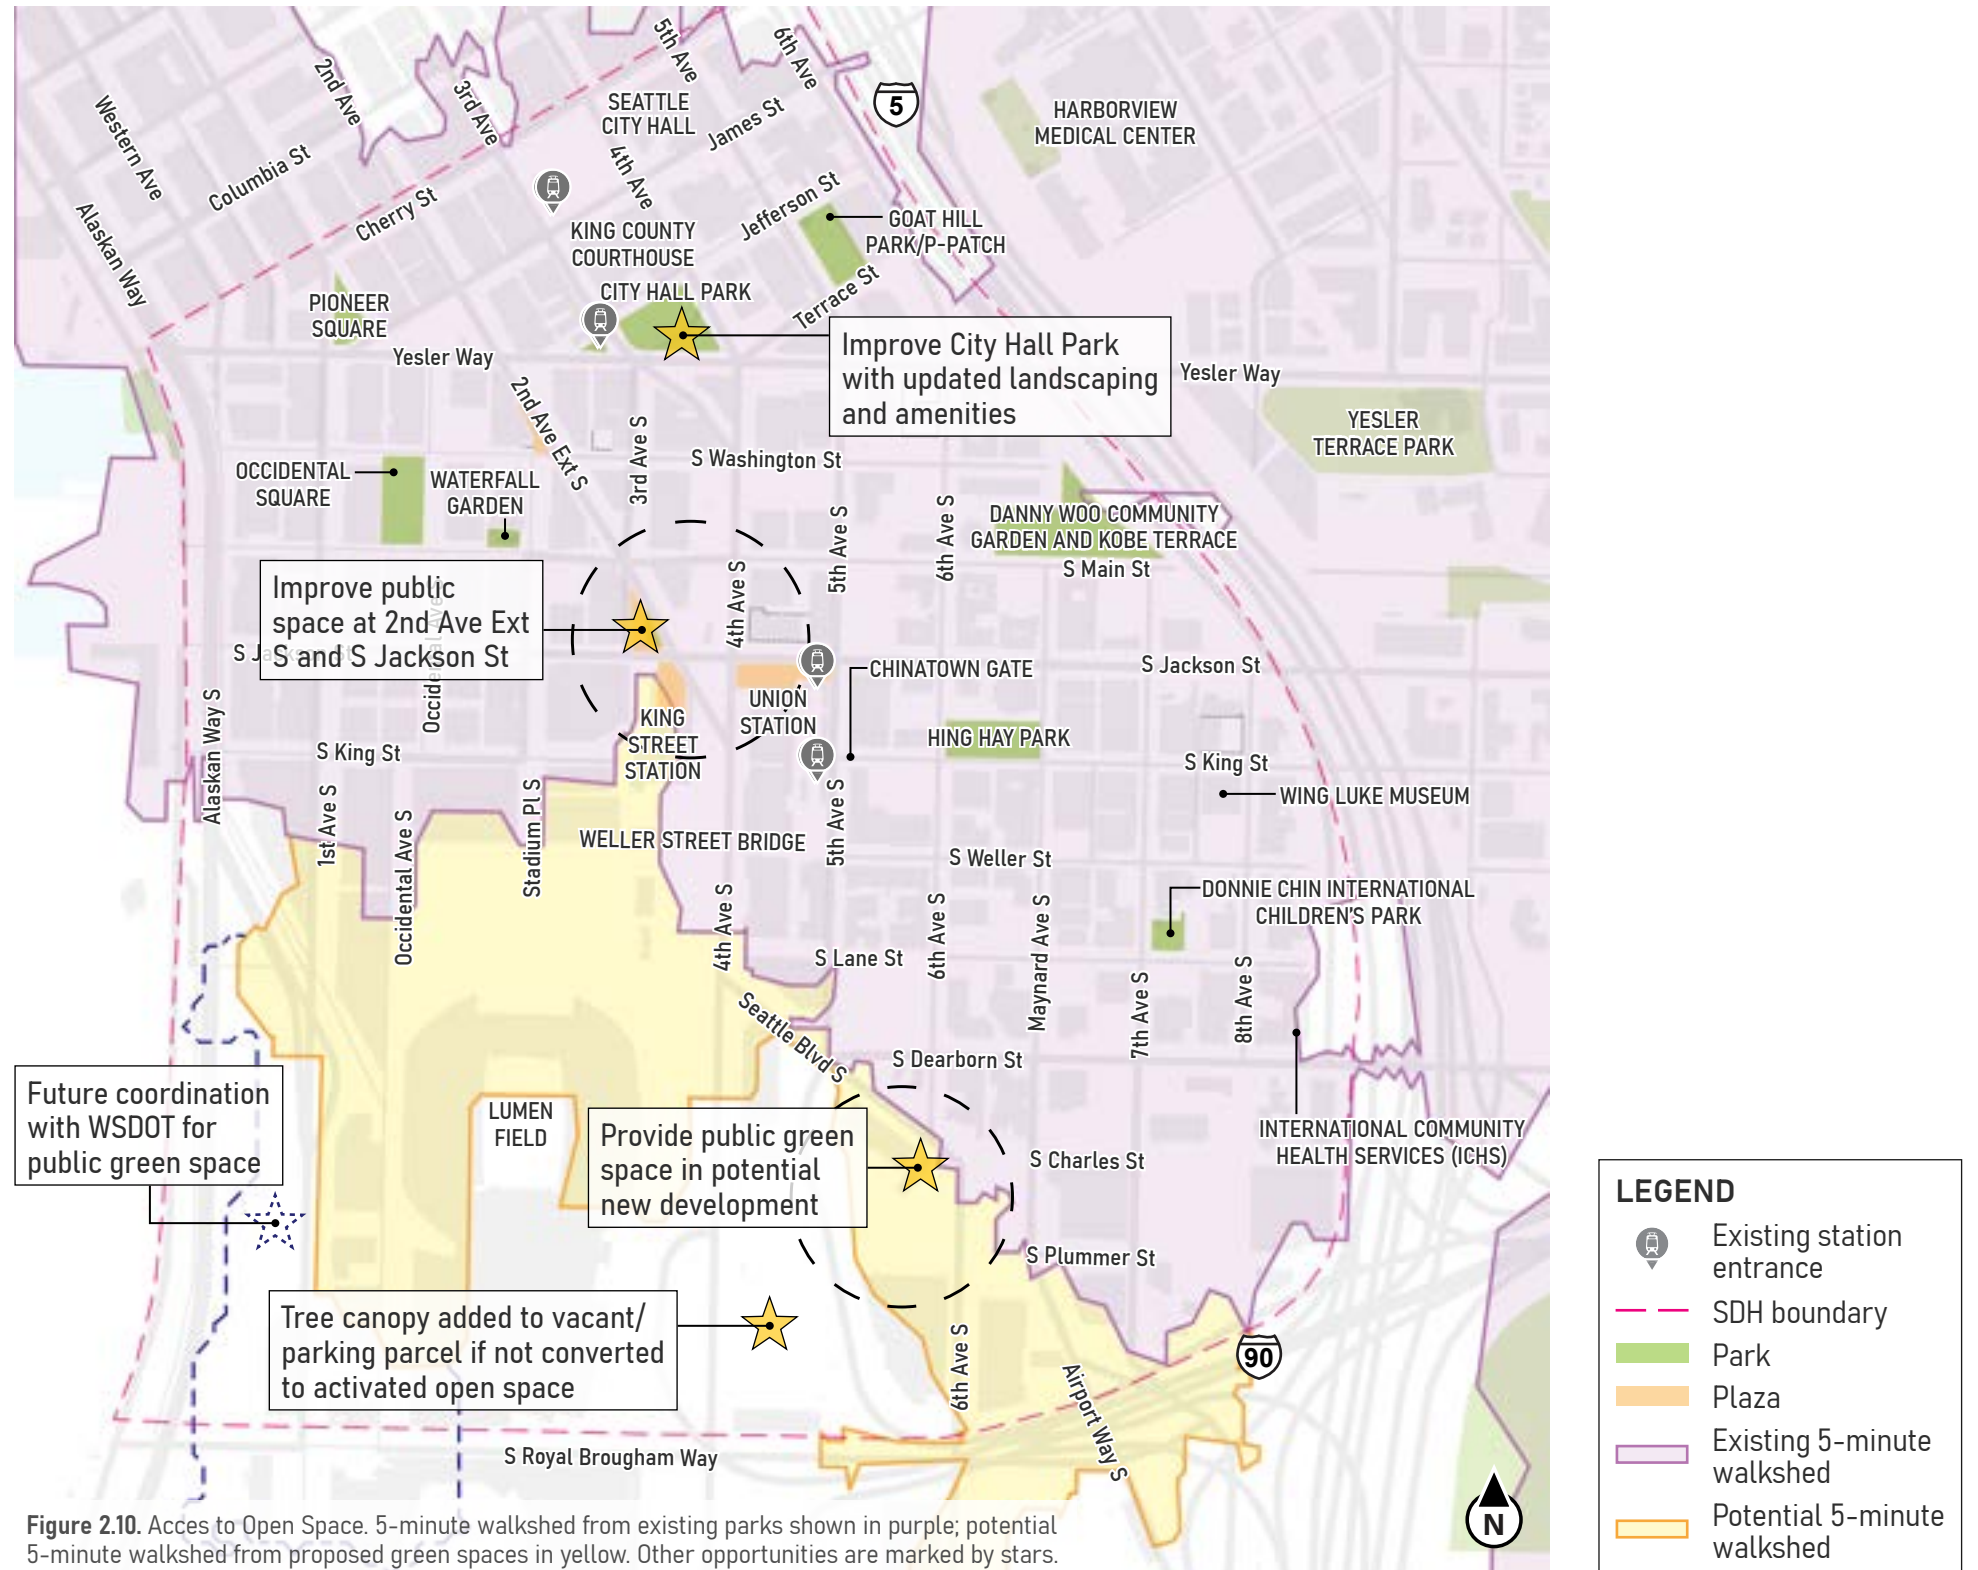 5th Ave
6th Ave
2nd Ave
3rd Ave
Western Ave
SEATTLE
CITY HALL
James St
5
HARBORVIEW
MEDICAL CENTER
Columbia St
4th Ave
Cherry St
Jefferson St
Alaskan Way
KING COUNTY
COURTHOUSE
GOAT HILL
PARK/P-PATCH
CITY HALL PARK
Terrace St
PIONEER
SQUARE
Yesler Way
Improve City Hall Park
with updated landscaping
and amenities
Yesler Way
YESLER
TERRACE PARK
2nd Ave Ext S
3rd Ave S
S Washington St
OCCIDENTAL
SQUARE
WATERFALL
GARDEN
5th Ave S
6th Ave S
DANNY WOO COMMUNITY
GARDEN AND KOBE TERRACE
S Main St
Improve public
space at 2nd Ave Ext
S and S Jackson St
4th Ave S
S Jackson St
Occidental Ave S
CHINATOWN GATE
S Jackson St
UNION
STATION
KING
STREET
STATION
HING HAY PARK
Alaskan Way S
S King St
S King St
WING LUKE MUSEUM
1st Ave S
Occidental Ave S
Stadium Pl S
WELLER STREET BRIDGE
5th Ave S
S Weller St
DONNIE CHIN INTERNATIONAL
CHILDREN'S PARK
4th Ave S
6th Ave S
Maynard Ave S
S Lane St
7th Ave S
8th Ave S
Seattle Blvd S
S Dearborn St
Future coordination
with WSDOT for
public green space
LUMEN
FIELD
Provide public green
space in potential
new development
S Charles St
INTERNATIONAL COMMUNITY
HEALTH SERVICES (ICHS)
S Plummer St
Tree canopy added to vacant/
parking parcel if not converted
to activated open space
6th Ave S
Airport Way S
90
S Royal Brougham Way
N
Figure 2.10. Acces to Open Space. 5-minute walkshed from existing parks shown in purple; potential
5-minute walkshed from proposed green spaces in yellow. Other opportunities are marked by stars.
LEGEND
Existing station
entrance
SDH boundary
Park
Plaza
Existing 5-minute
walkshed
Potential 5-minute
walkshed